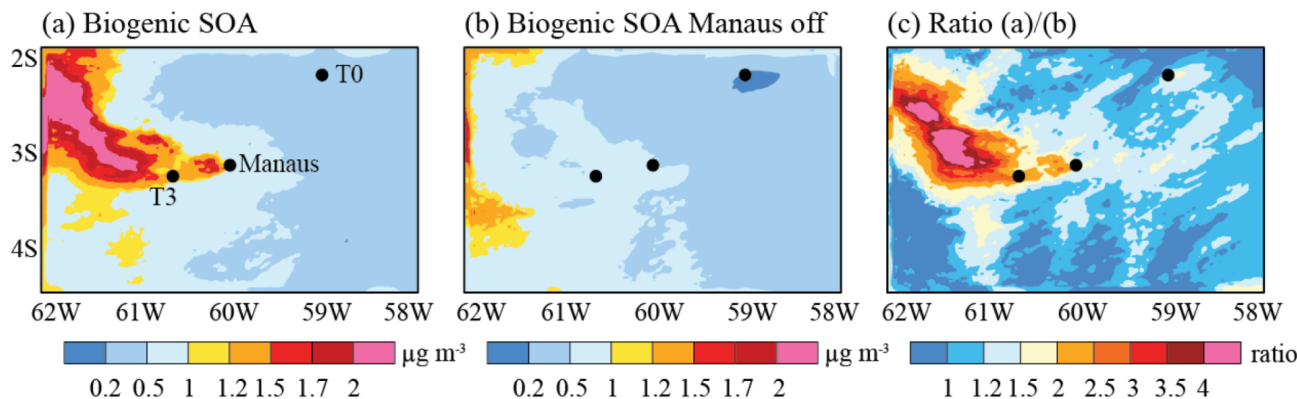 (a) Biogenic SOA
(b) Biogenic SOA Manaus off
(c) Ratio (a)/(b)
2S
3S
4S
T0
Manaus
T3
62W 61W 60W 59W 58W
62W 61W 60W 59W 58W
62W 61W 60W 59W 58W
µg m⁻³
0.2 0.5 1 1.2 1.5 1.7 2
µg m⁻³
0.2 0.5 1 1.2 1.5 1.7 2
ratio
1 1.2 1.5 2 2.5 3 3.5 4